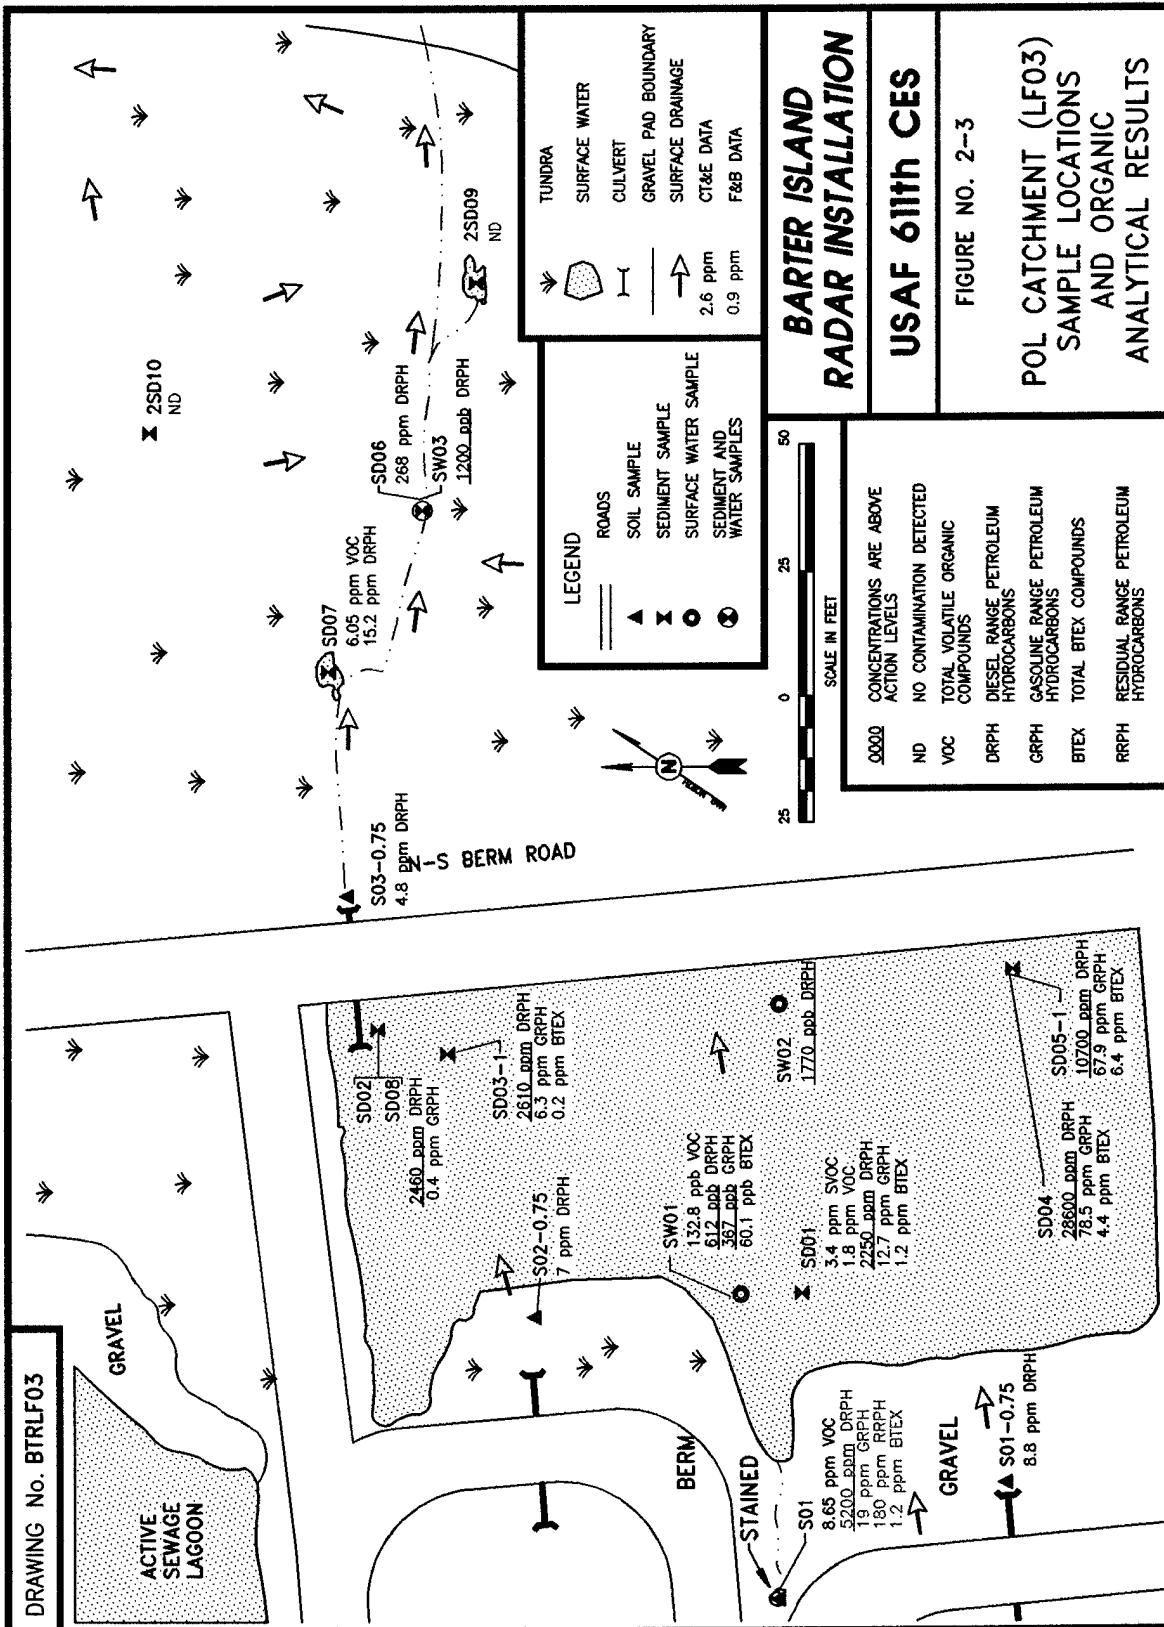 DRAWING No. BTRLF03
ACTIVE
SEWAGE
LAGOON
GRAVEL
SD02
SD08
2460 ppm DRPH
0.4 ppm GRPH
SD03-1
2610 ppm DRPH
6.3 ppm GRPH
0.2 ppm BTEX
S02-0.75
7 ppm DRPH
SW01
132.8 ppb VOC
612 ppb DRPH
367 ppb GRPH
60.1 ppb BTEX
SW02
1770 ppb DRPH
SD01
3.4 ppm SVOC
1.8 ppm VOC
2250 ppm DRPH
12.7 ppm GRPH
1.2 ppm BTEX
SD04
28600 ppm DRPH
78.5 ppm GRPH
4.4 ppm BTEX
SD05-1
10700 ppm DRPH
67.9 ppm GRPH
6.4 ppm BTEX
BERM
STAINED
S01
8.65 ppm VOC
5200 ppm DRPH
19 ppm GRPH
180 ppm RRPH
1.2 ppm BTEX
GRAVEL
S01-0.75
8.8 ppm DRPH
S03-0.75
4.8 ppm DRPH
N-S BERM ROAD
SD07
6.05 ppm VOC
15.2 ppm DRPH
SD06
268 ppm DRPH
SW03
1200 ppb DRPH
2SD10
ND
2SD09
ND
N
LEGEND
ROADS
SOIL SAMPLE
SEDIMENT SAMPLE
SURFACE WATER SAMPLE
SEDIMENT AND
WATER SAMPLES
TUNDRA
SURFACE WATER
CULVERT
GRAVEL PAD BOUNDARY
SURFACE DRAINAGE
2.6 ppm CT&E DATA
0.9 ppm F&B DATA
25 0 25 50
SCALE IN FEET
0000 CONCENTRATIONS ARE ABOVE
ACTION LEVELS
ND NO CONTAMINATION DETECTED
VOC TOTAL VOLATILE ORGANIC
COMPOUNDS
DRPH DIESEL RANGE PETROLEUM
HYDROCARBONS
GRPH GASOLINE RANGE PETROLEUM
HYDROCARBONS
BTEX TOTAL BTEX COMPOUNDS
RRPH RESIDUAL RANGE PETROLEUM
HYDROCARBONS
BARTER ISLAND
RADAR INSTALLATION
USAF 611th CES
FIGURE NO. 2-3
POL CATCHMENT (LF03)
SAMPLE LOCATIONS
AND ORGANIC
ANALYTICAL RESULTS